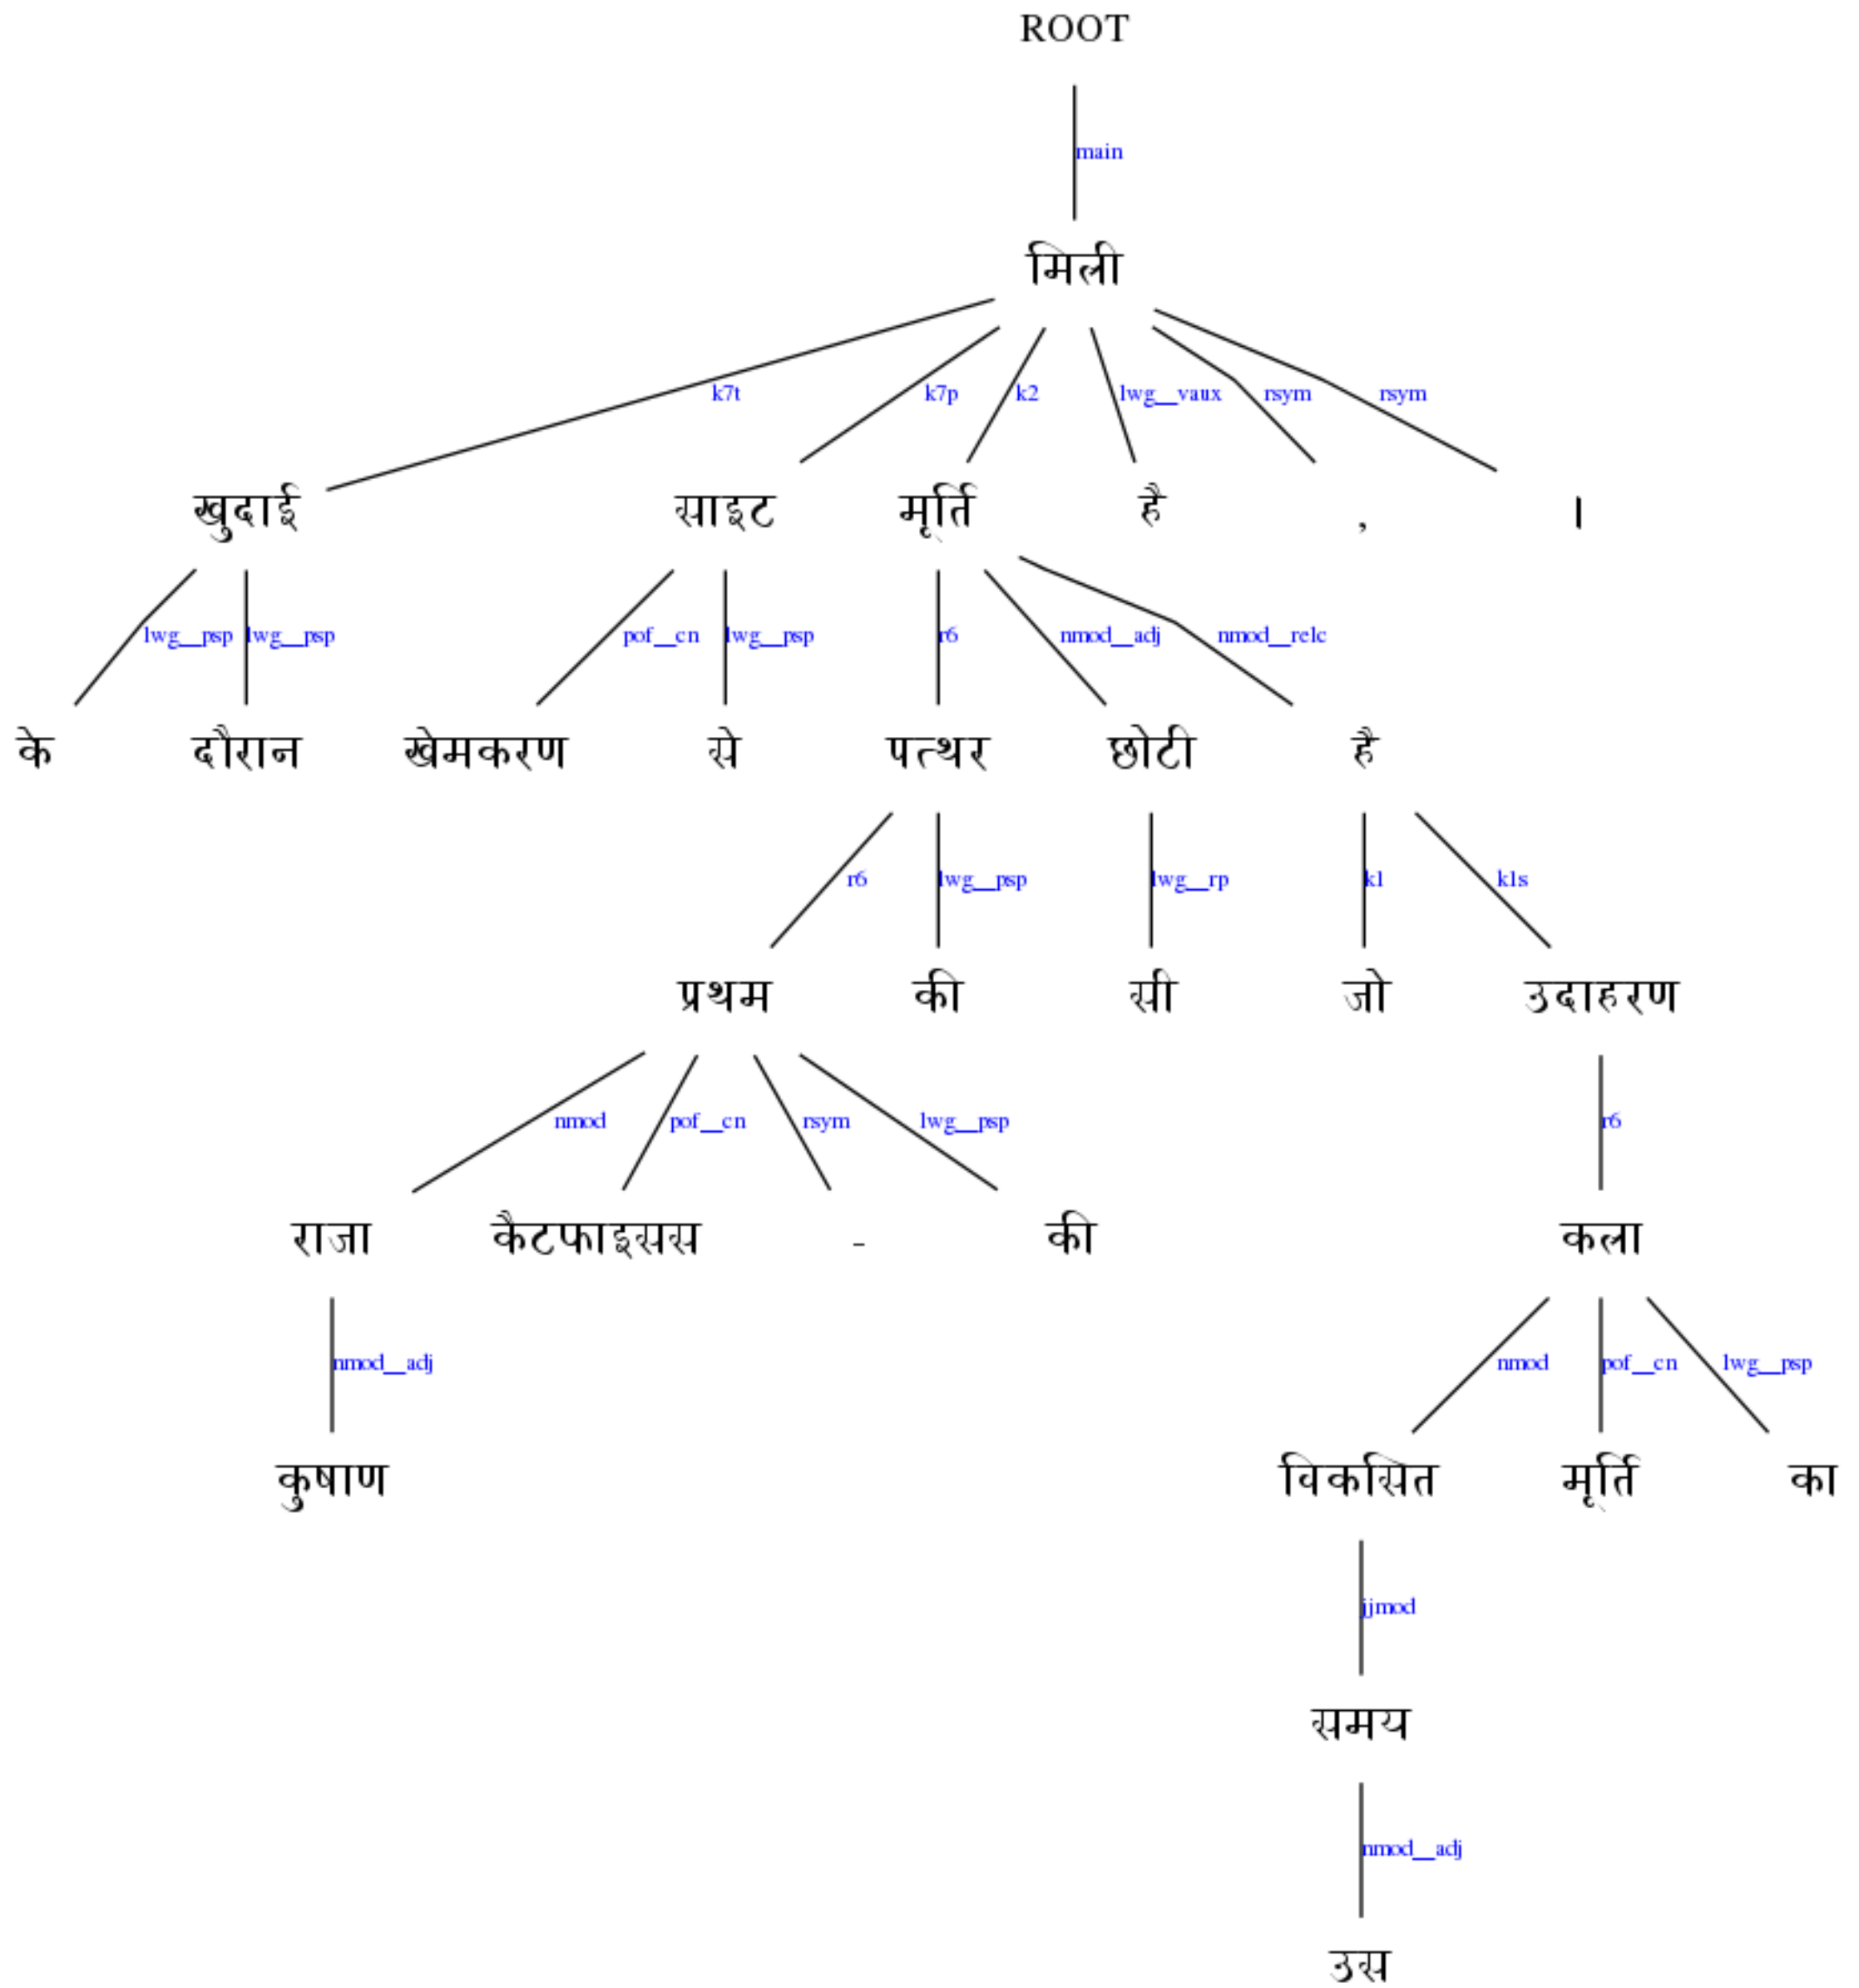 ROOT
main
मिली
k7t k7p k2 lwg__vaux rsym rsym
खुदाई साइट मूर्ति है , ।
lwg__psp lwg__psp pof__cn lwg__psp r6 nmod__adj nmod__relc
के दौरान खेमकरण से पत्थर छोटी है
r6 lwg__psp lwg__rp k1 k1s
प्रथम की सी जो उदाहरण
nmod pof__cn rsym lwg__psp r6
राजा कैटफाइसस - की कला
nmod__adj nmod pof__cn lwg__psp
कुषाण विकसित मूर्ति का
jjmod
समय
nmod__adj
उस